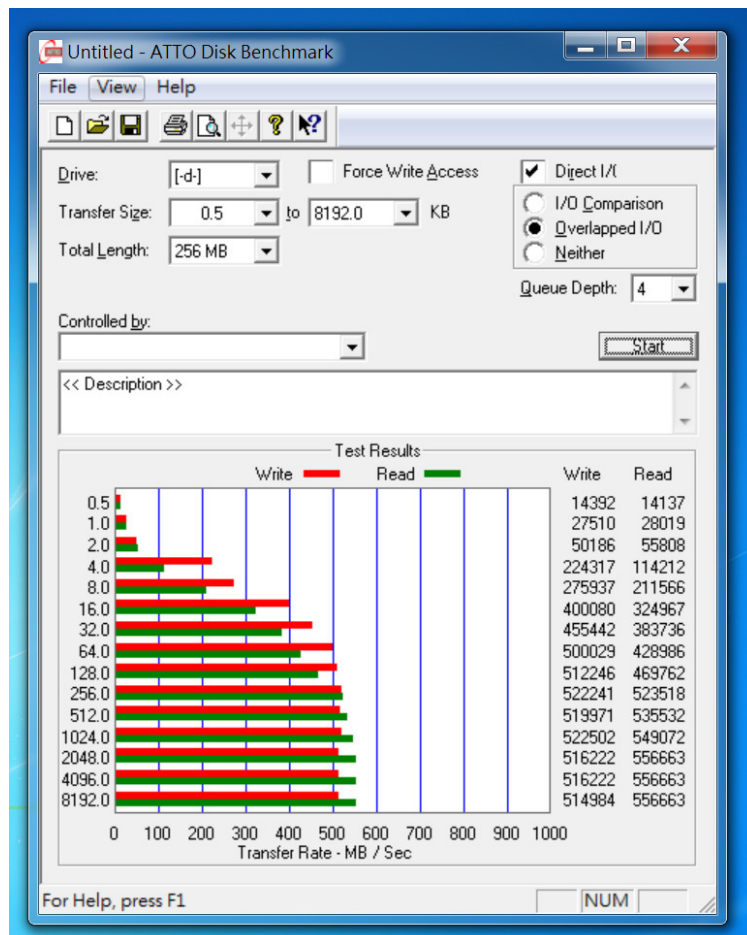 Untitled - ATTO Disk Benchmark
File View Help
Drive: [-d-] Force Write Access Direct I/(
Transfer Size: 0.5 to 8192.0 KB
I/O Comparison
Overlapped I/O
Neither
Total Length: 256 MB
Queue Depth: 4
Controlled by:
Start
<< Description >>
Test Results
Write Read Write Read
0.5 14392 14137
1.0 27510 28019
2.0 50186 55808
4.0 224317 114212
8.0 275937 211566
16.0 400080 324967
32.0 455442 383736
64.0 500029 428986
128.0 512246 469762
256.0 522241 523518
512.0 519971 535532
1024.0 522502 549072
2048.0 516222 556663
4096.0 516222 556663
8192.0 514984 556663
0 100 200 300 400 500 600 700 800 900 1000
Transfer Rate - MB / Sec
For Help, press F1 NUM